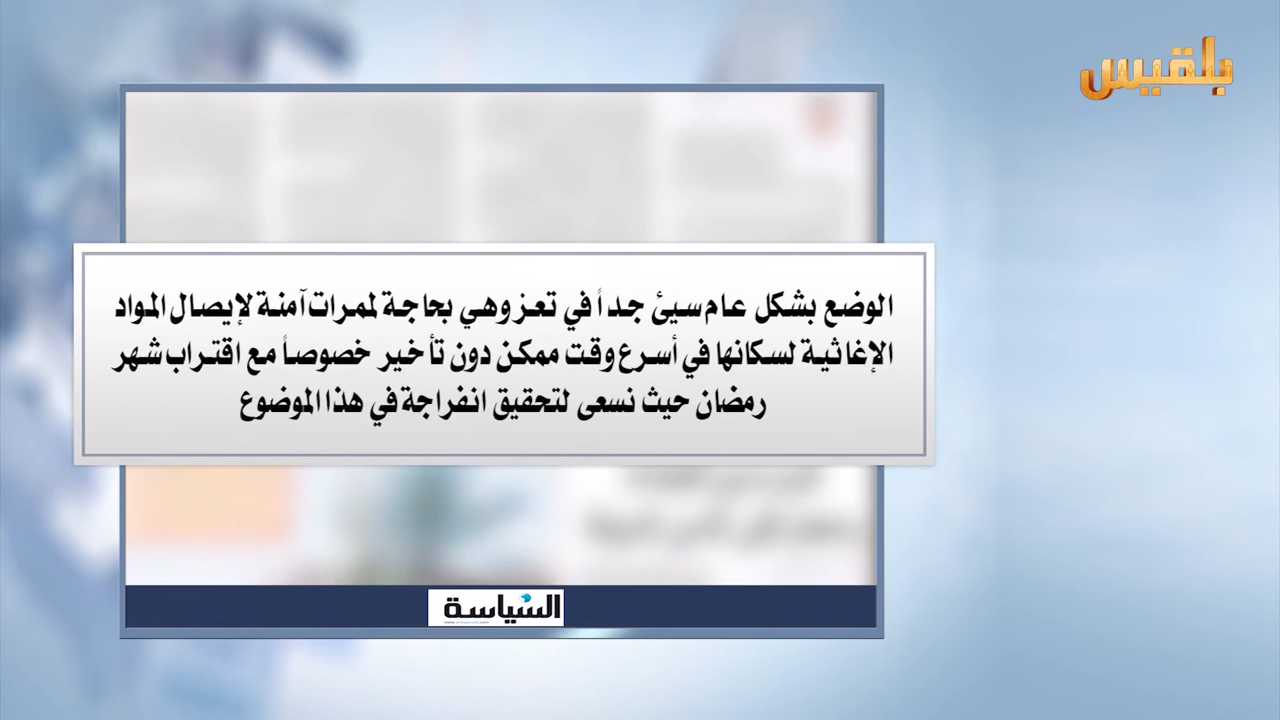 بلقيس
الوضع بشكل عام سيئ جداً في تعز وهي بحاجة لممرات آمنة لإيصال المواد
الإغاثية لسكانها في أسرع وقت ممكن دون تأخير خصوصاً مع اقتراب شهر
رمضان حيث نسعى لتحقيق انفراجة في هذا الموضوع
السياسة